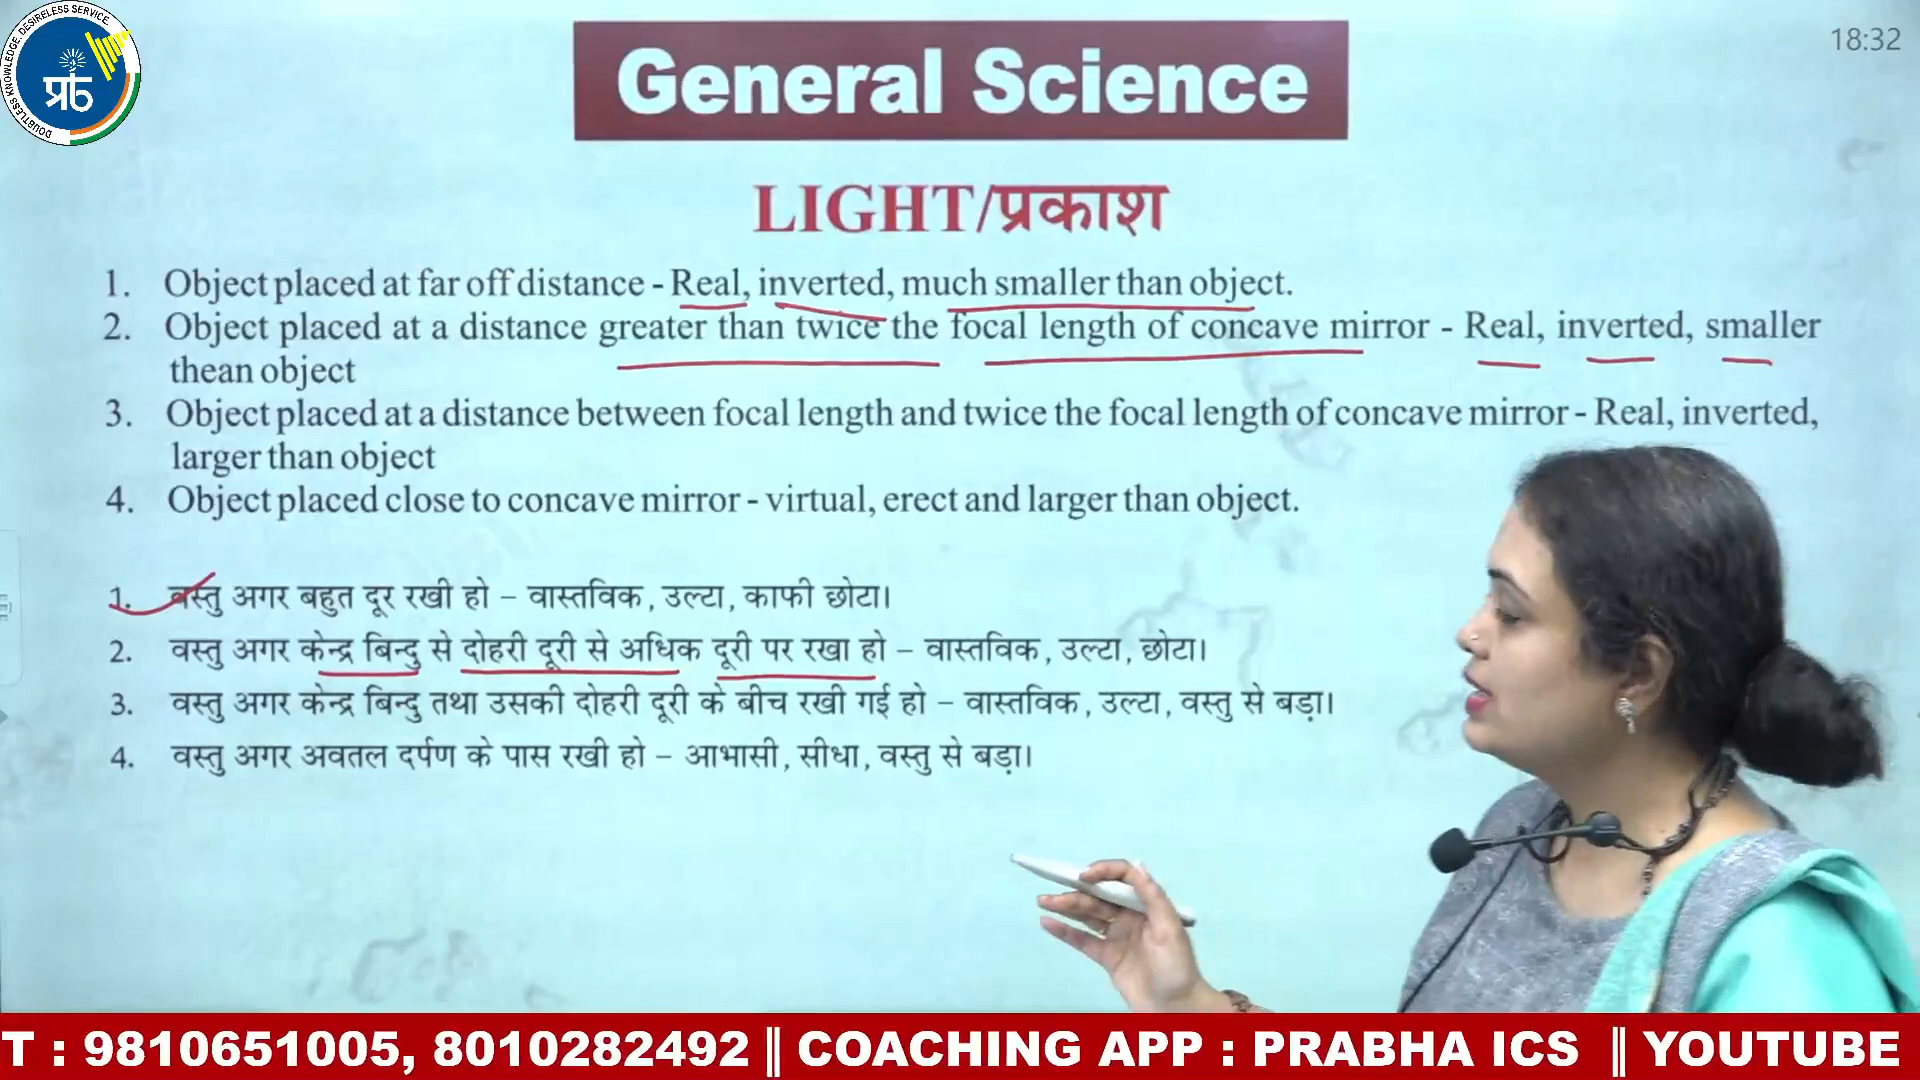 DOUBTLESS KNOWLEDGE, DESIRELESS SERVICE.
प्र
18:32
General Science
LIGHT/प्रकाश
1. Object placed at far off distance - Real, inverted, much smaller than object.
2. Object placed at a distance greater than twice the focal length of concave mirror - Real, inverted, smaller
thean object
3. Object placed at a distance between focal length and twice the focal length of concave mirror - Real, inverted,
larger than object
4. Object placed close to concave mirror - virtual, erect and larger than object.
1. वस्तु अगर बहुत दूर रखी हो – वास्तविक, उल्टा, काफी छोटा।
2. वस्तु अगर केन्द्र बिन्दु से दोहरी दूरी से अधिक दूरी पर रखा हो – वास्तविक, उल्टा, छोटा।
3. वस्तु अगर केन्द्र बिन्दु तथा उसकी दोहरी दूरी के बीच रखी गई हो – वास्तविक, उल्टा, वस्तु से बड़ा।
4. वस्तु अगर अवतल दर्पण के पास रखी हो – आभासी, सीधा, वस्तु से बड़ा।
T : 9810651005, 8010282492 || COACHING APP : PRABHA ICS || YOUTUBE